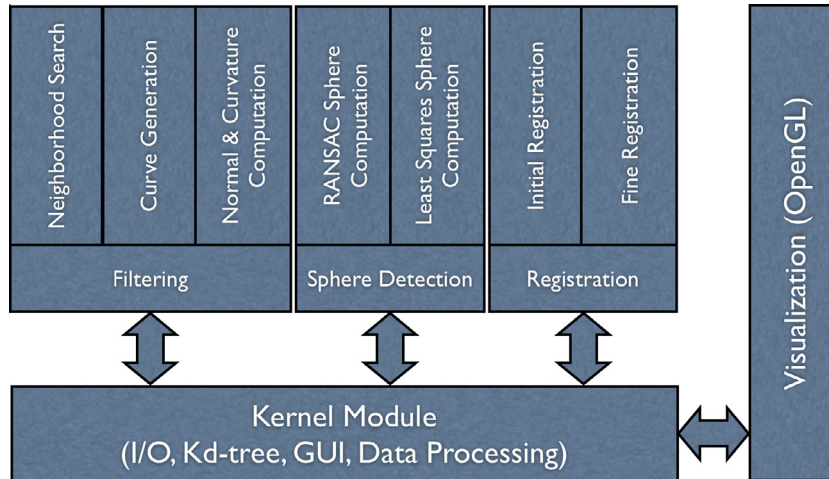 Neighborhood Search
Curve Generation
Normal & Curvature
Computation
RANSAC Sphere
Computation
Least Squares Sphere
Computation
Initial Registration
Fine Registration
Filtering
Sphere Detection
Registration
Visualization (OpenGL)
Kernel Module
(I/O, Kd-tree, GUI, Data Processing)